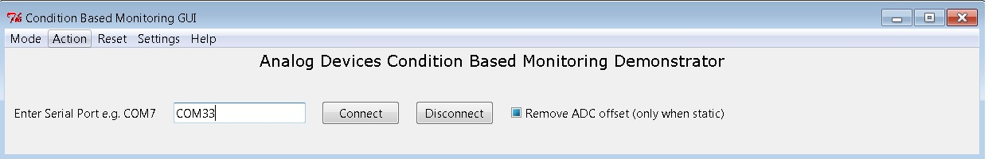 Condition Based Monitoring GUI
Mode Action Reset Settings Help
Analog Devices Condition Based Monitoring Demonstrator
Enter Serial Port e.g. COM7 COM33 Connect Disconnect Remove ADC offset (only when static)